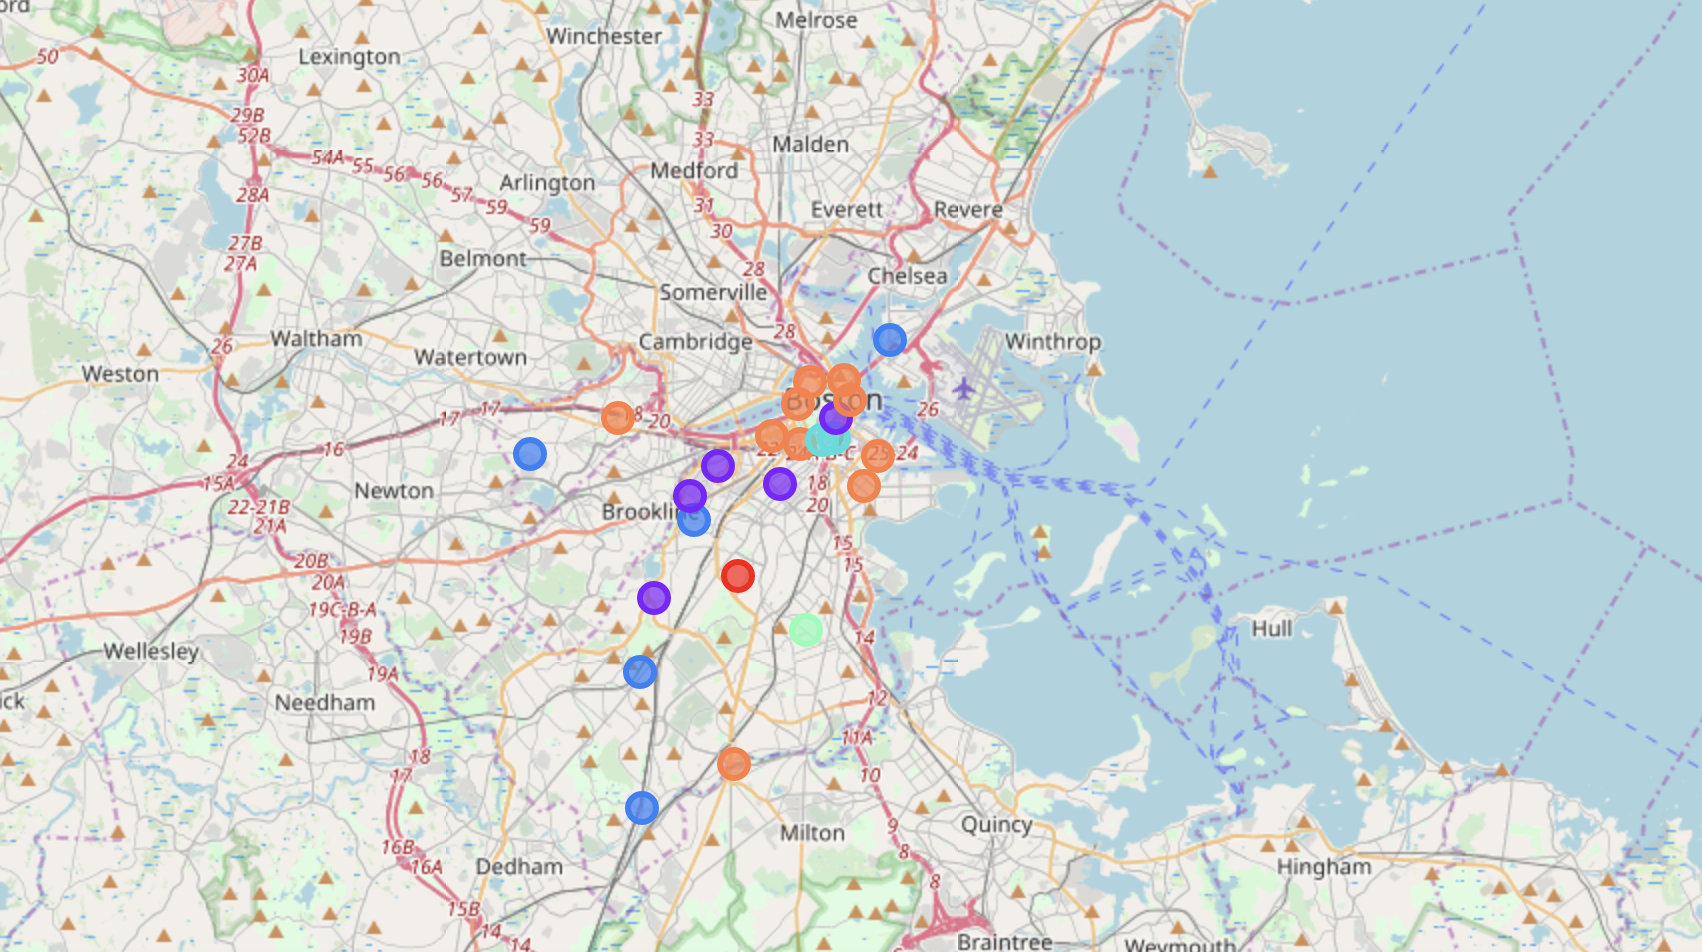 ord
Melrose
Winchester
50
Lexington
30A
33
29B
52B
33
Malden
54A
55
56
56
Medford
Arlington
57
28A
59
31
Everett
Revere
59
30
27B
27A
Belmont
28
Chelsea
Somerville
28
Waltham
Cambridge
Winthrop
26
Watertown
Weston
Boston
26
17
17
20
16
24
25
24
15A
Newton
18
22-21B
20
21A
15
20B
15
20A
19C-B-A
14
Hull
19B
Wellesley
19A
12
ick
Needham
11A
18
17
10
9
Quincy
Milton
16B
8
Dedham
16A
Hingham
8
15B
14
14
Braintree
Weymouth